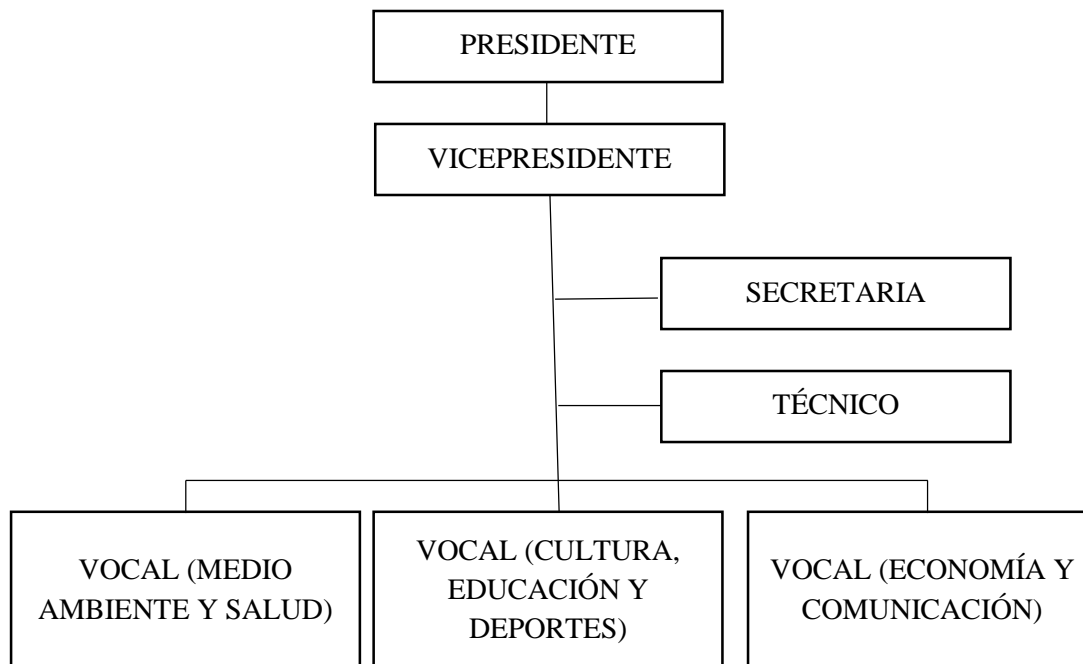 PRESIDENTE
VICEPRESIDENTE
SECRETARIA
TÉCNICO
VOCAL (MEDIO
AMBIENTE Y SALUD)
VOCAL (CULTURA,
EDUCACIÓN Y
DEPORTES)
VOCAL (ECONOMÍA Y
COMUNICACIÓN)